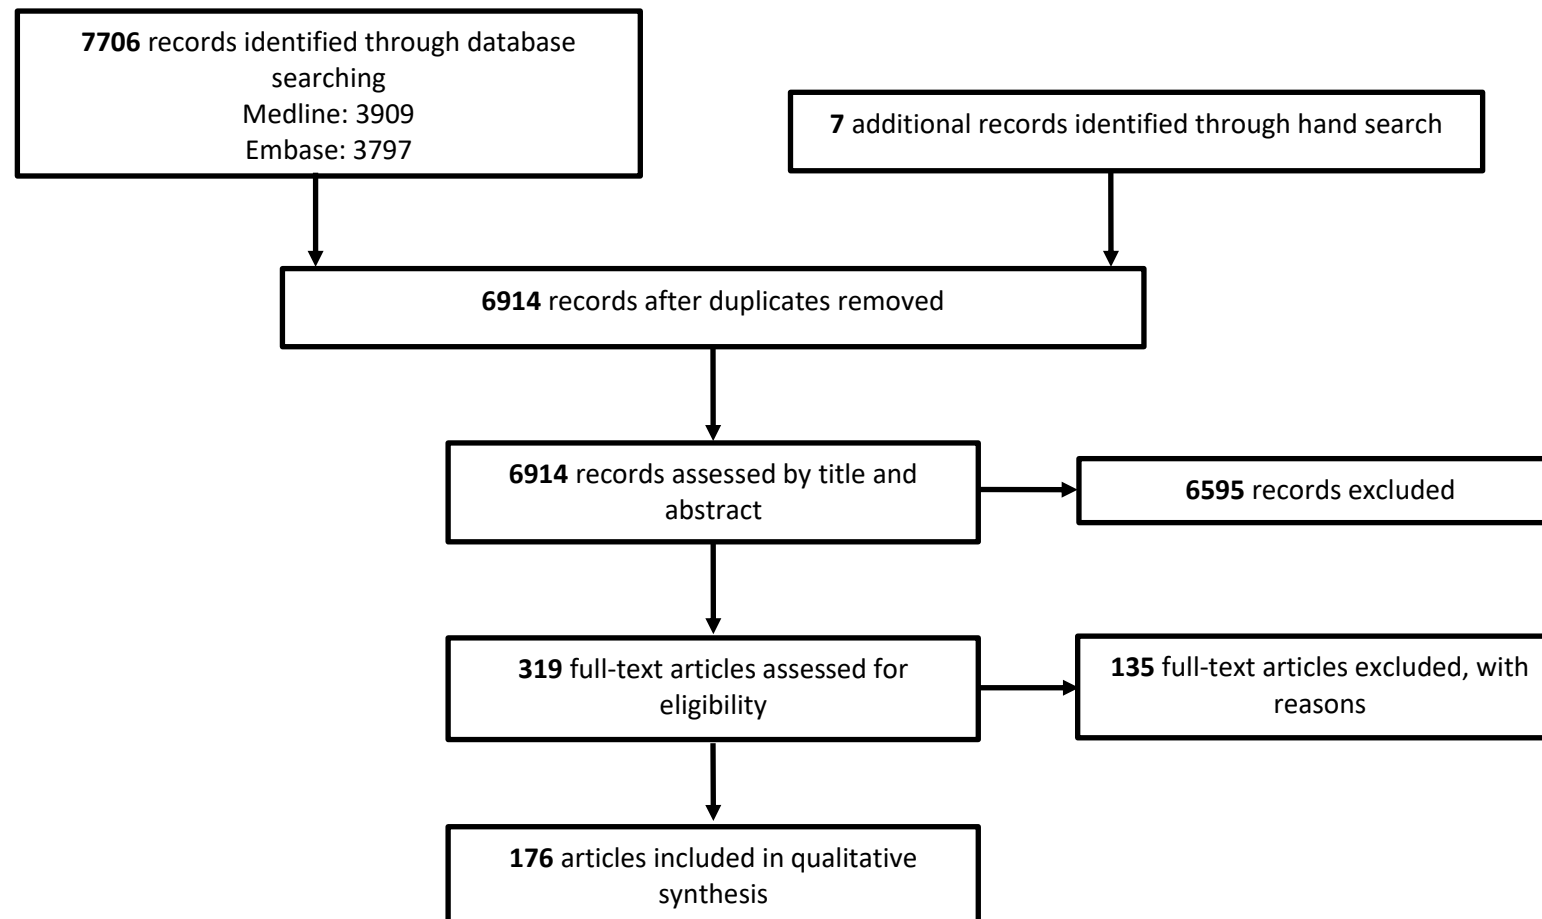 7706 records identified through database
searching
Medline: 3909
Embase: 3797
7 additional records identified through hand search
6914 records after duplicates removed
6914 records assessed by title and
abstract
6595 records excluded
319 full-text articles assessed for
eligibility
135 full-text articles excluded, with
reasons
176 articles included in qualitative
synthesis